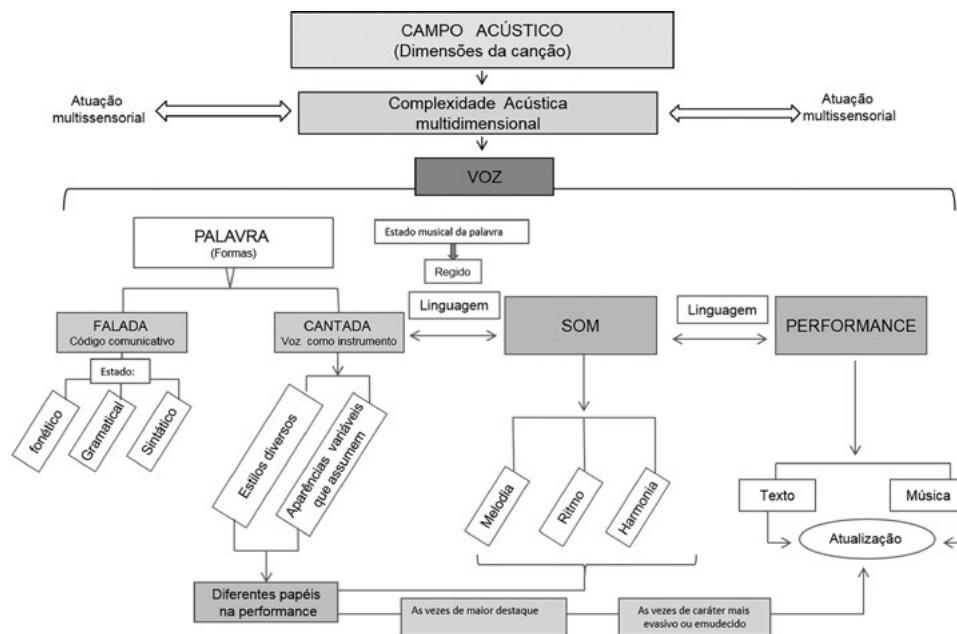 CAMPO ACÚSTICO
(Dimensões da canção)
Atuação
multissensorial
Complexidade Acústica
multidimensional
Atuação
multissensorial
VOZ
PALAVRA
(Formas)
Estado musical da palavra
Regido
FALADA
Código comunicativo
CANTADA
Voz como instrumento
Linguagem
SOM
Linguagem
PERFORMANCE
Estado:
fonético
Gramatical
Sintático
Estilos diversos
Aparências variáveis
que assumem
Melodia
Ritmo
Harmonia
Texto
Música
Atualização
Diferentes papéis
na performance
As vezes de maior destaque
As vezes de caráter mais
evasivo ou emudecido